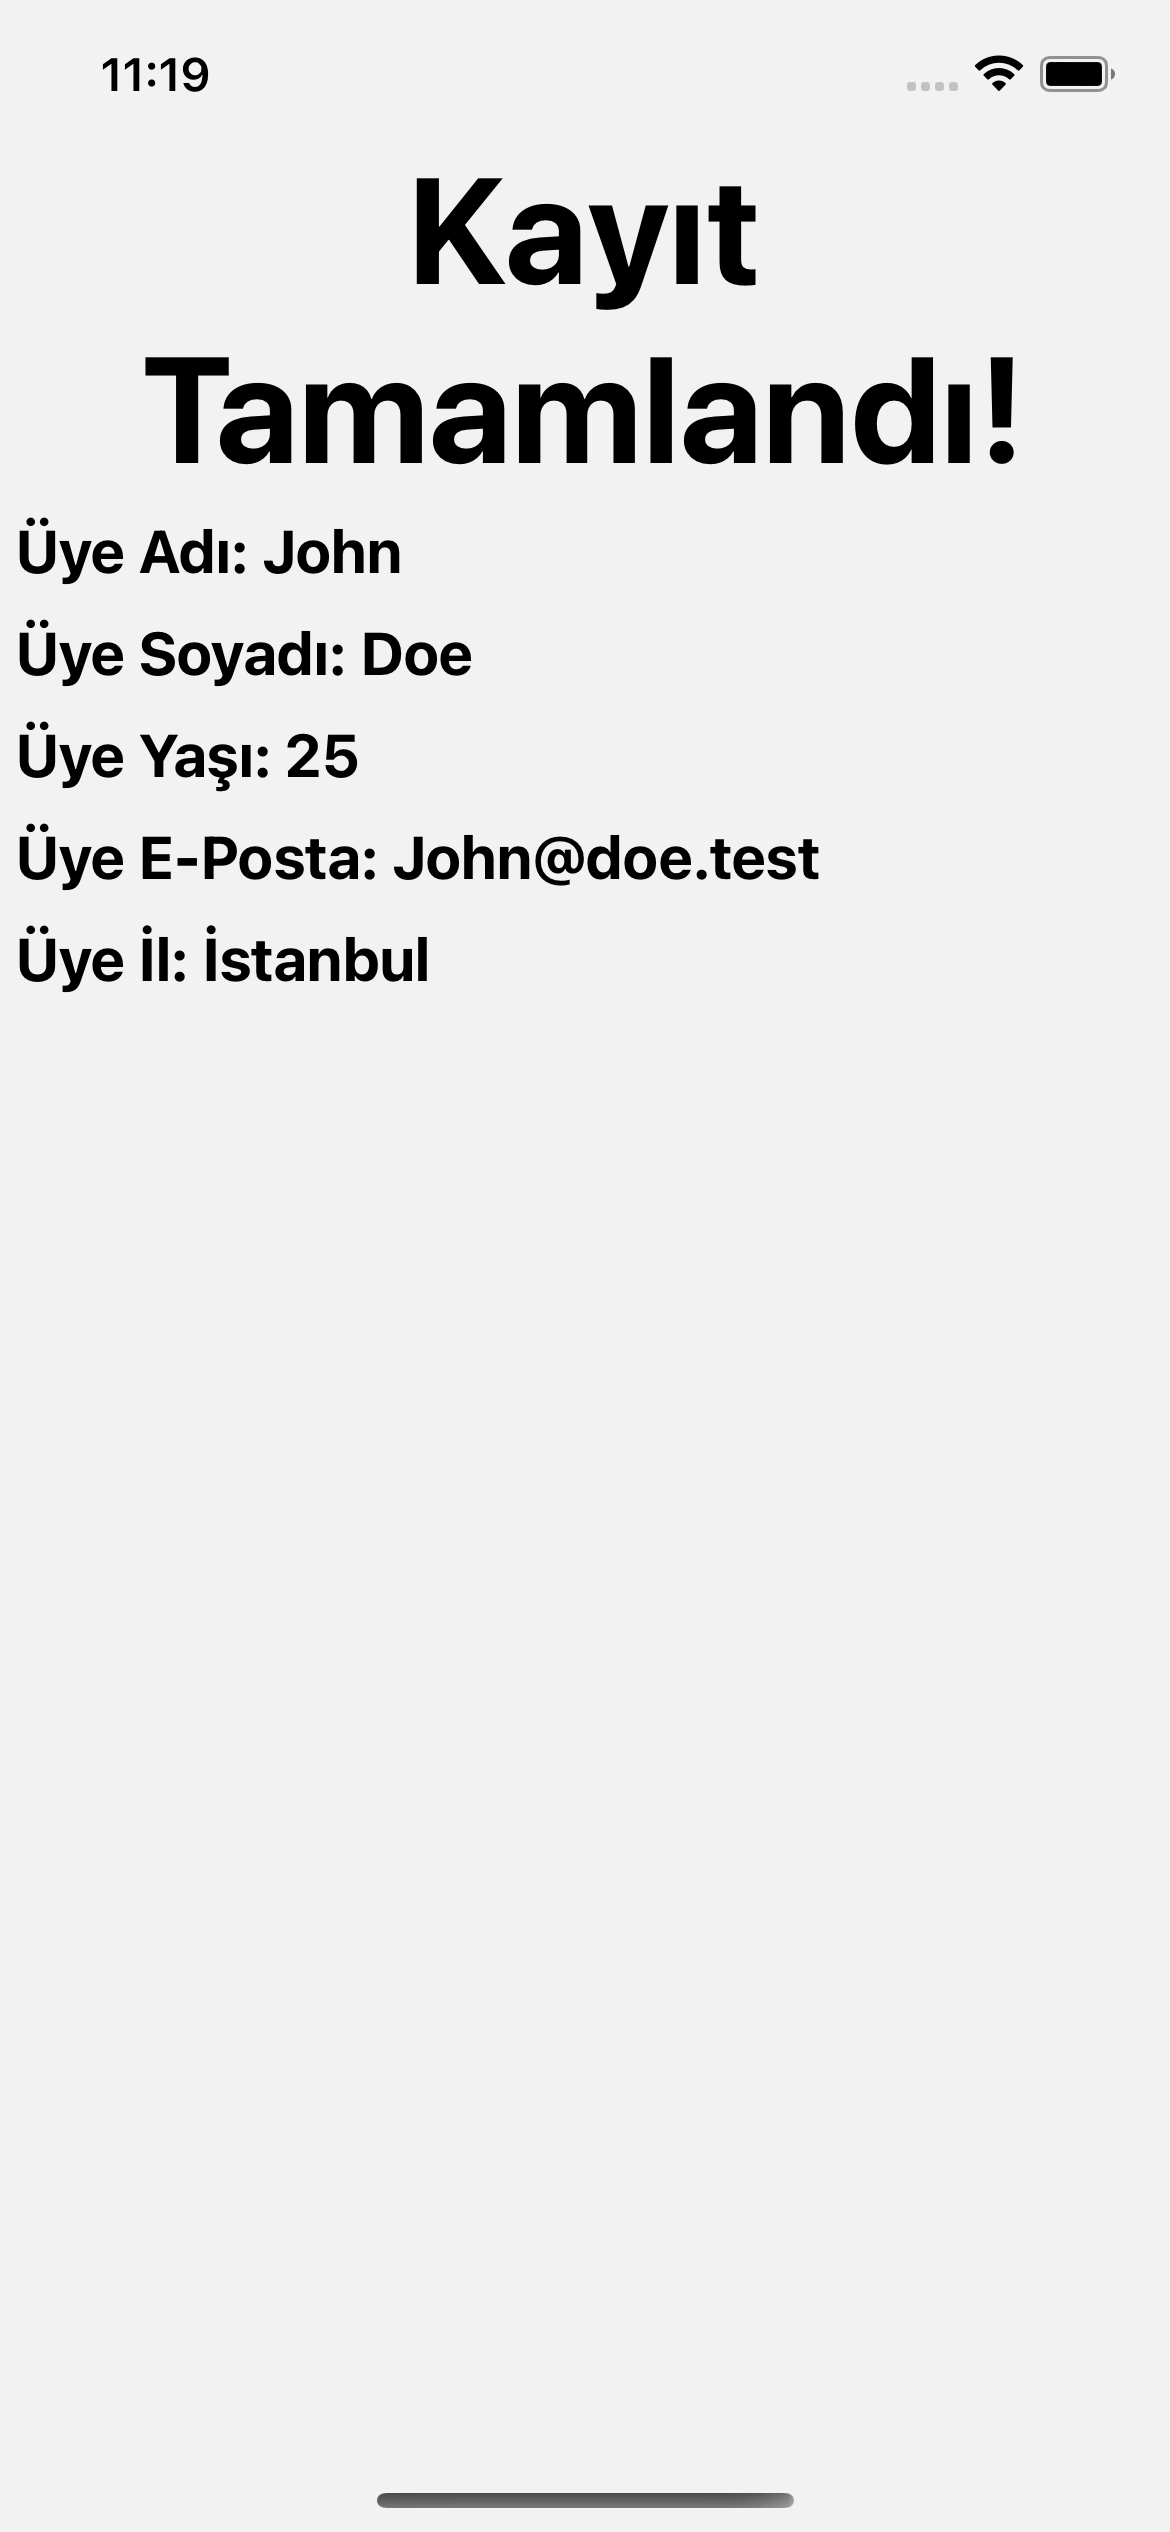 11:19
Kayıt
Tamamlandı!
Üye Adı: John
Üye Soyadı: Doe
Üye Yaşı: 25
Üye E-Posta: John@doe.test
Üye İl: İstanbul